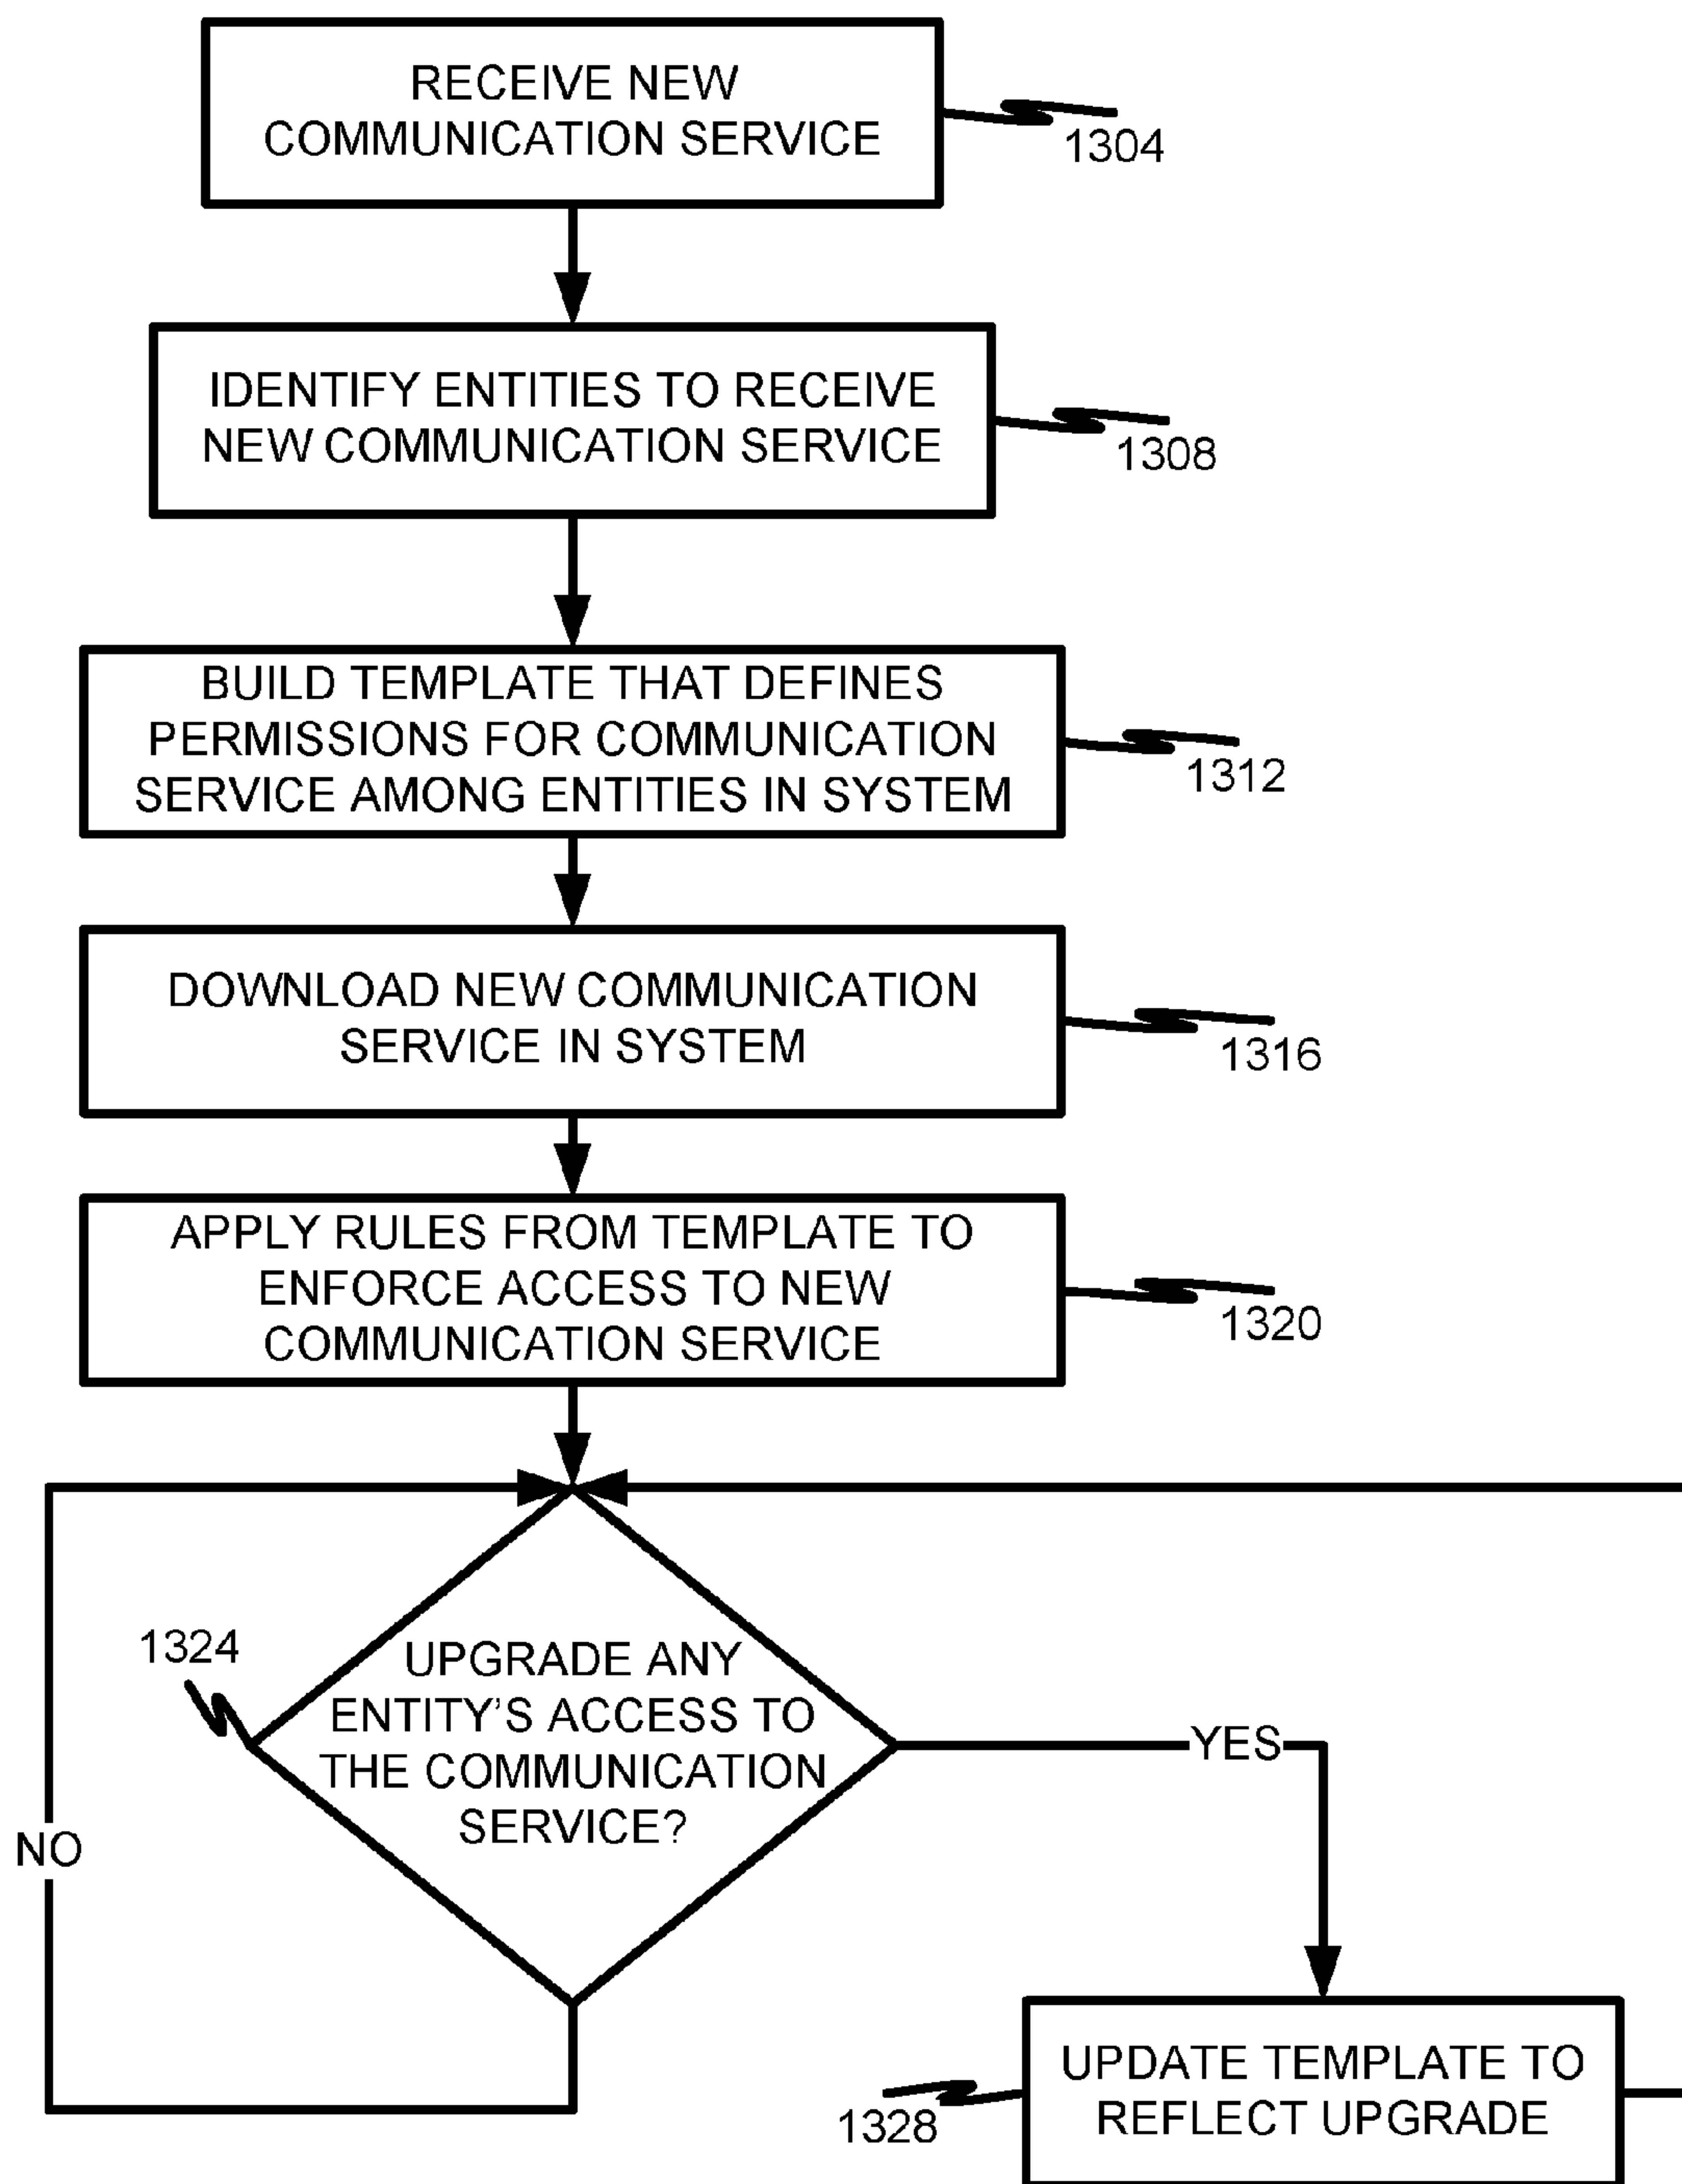 RECEIVE NEW
COMMUNICATION SERVICE
1304
IDENTIFY ENTITIES TO RECEIVE
NEW COMMUNICATION SERVICE
1308
BUILD TEMPLATE THAT DEFINES
PERMISSIONS FOR COMMUNICATION
SERVICE AMONG ENTITIES IN SYSTEM
1312
DOWNLOAD NEW COMMUNICATION
SERVICE IN SYSTEM
1316
APPLY RULES FROM TEMPLATE TO
ENFORCE ACCESS TO NEW
COMMUNICATION SERVICE
1320
1324
UPGRADE ANY
ENTITY’S ACCESS TO
THE COMMUNICATION
SERVICE?
YES
NO
UPDATE TEMPLATE TO
REFLECT UPGRADE
1328